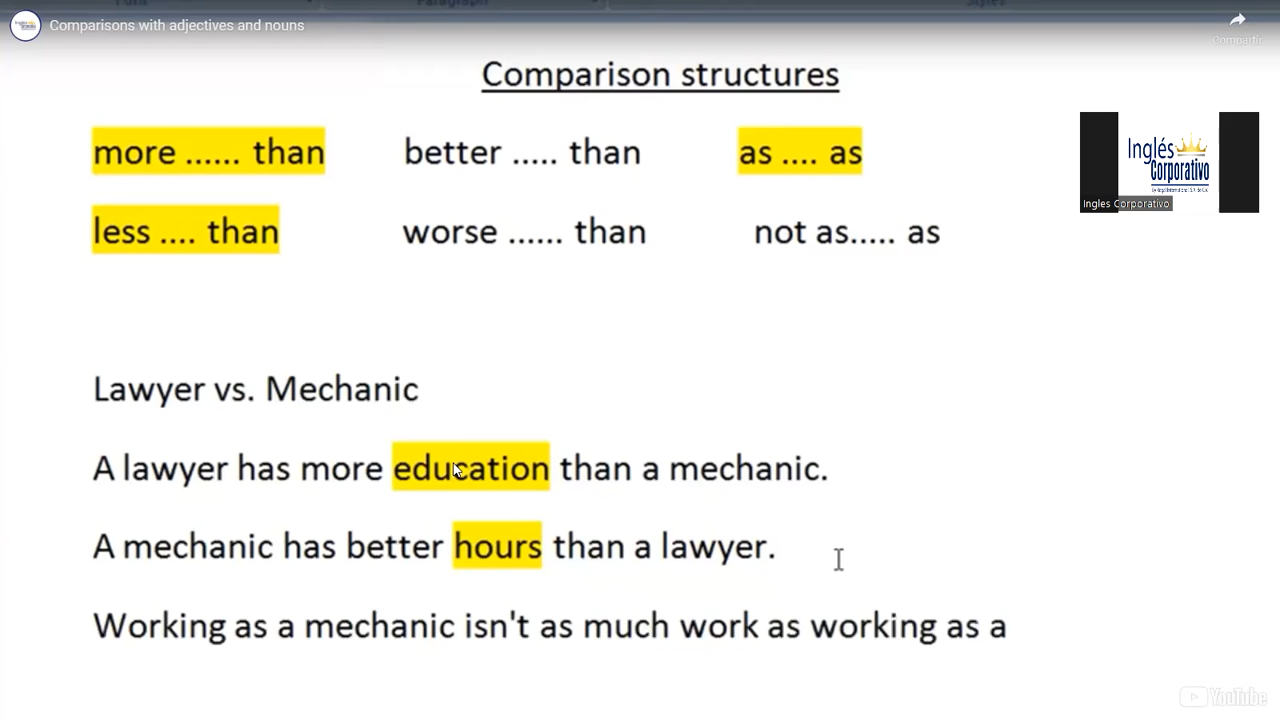 Comparisons with adjectives and nouns
Compartir
Comparison structures
more ...... than better ..... than as .... as
less .... than worse ...... than not as..... as
Inglés
Corporativo
Ingles Corporativo
Lawyer vs. Mechanic
A lawyer has more education than a mechanic.
A mechanic has better hours than a lawyer.
Working as a mechanic isn't as much work as working as a
YouTube